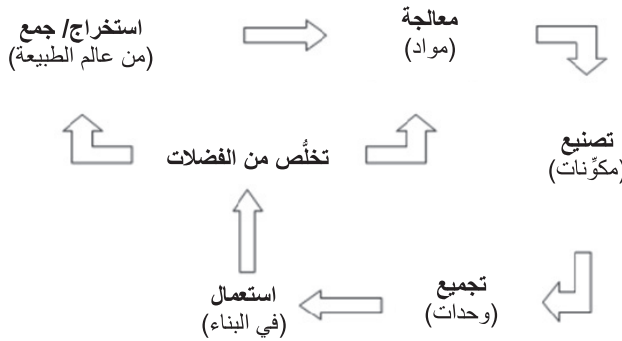 استخراج/ جمع
(من عالم الطبيعة)
معالجة
(مواد)
تصنيع
(مكوِّنات)
تجميع
(وحدات)
استعمال
(في البناء)
تخلُّص من الفضلات